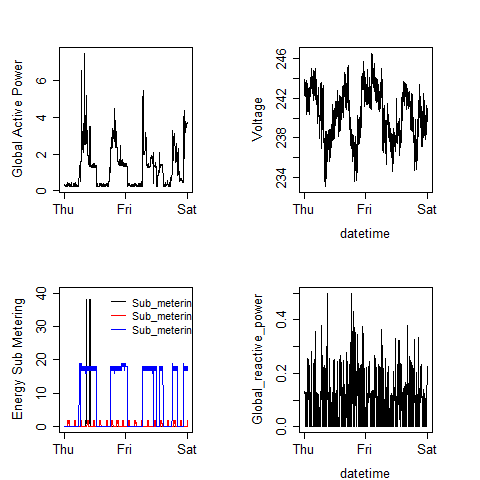 Global Active Power
0 2 4 6
Thu Fri Sat
Voltage
234 238 242 246
Thu Fri Sat
datetime
Energy Sub Metering
0 10 20 30 40
Sub_meterin
Sub_meterin
Sub_meterin
Thu Fri Sat
Global_reactive_power
0.0 0.2 0.4
Thu Fri Sat
datetime